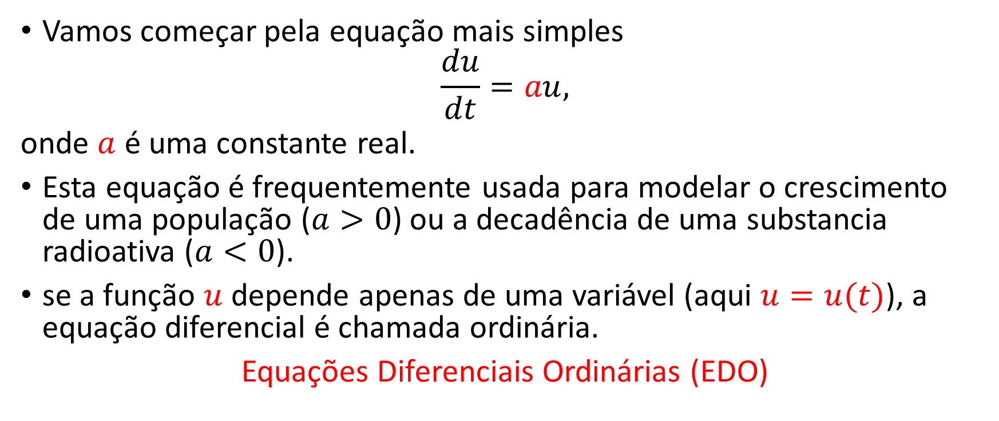 • Vamos começar pela equação mais simples
du/dt = au,
onde a é uma constante real.
• Esta equação é frequentemente usada para modelar o crescimento
de uma população (a > 0) ou a decadência de uma substancia
radioativa (a < 0).
• se a função u depende apenas de uma variável (aqui u = u(t)), a
equação diferencial é chamada ordinária.
Equações Diferenciais Ordinárias (EDO)